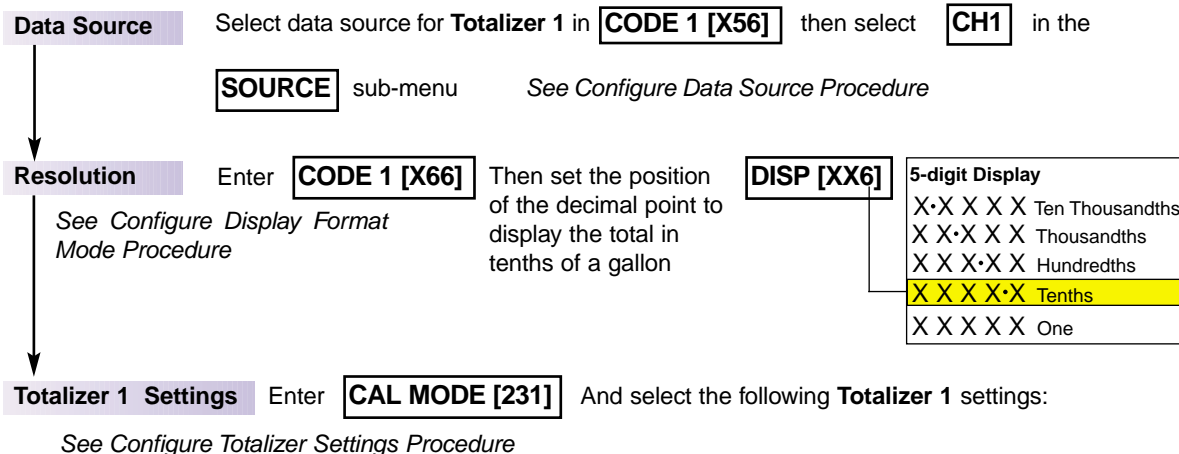 Data Source Select data source for Totalizer 1 in CODE 1 [X56] then select CH1 in the
SOURCE sub-menu See Configure Data Source Procedure
Resolution Enter CODE 1 [X66] Then set the position of the decimal point to display the total in tenths of a gallon
See Configure Display Format
Mode Procedure
DISP [XX6]
5-digit Display
X•X X X X Ten Thousandths
X X•X X X Thousandths
X X X•X X Hundredths
X X X X•X Tenths
X X X X X One
Totalizer 1 Settings Enter CAL MODE [231] And select the following Totalizer 1 settings:
See Configure Totalizer Settings Procedure